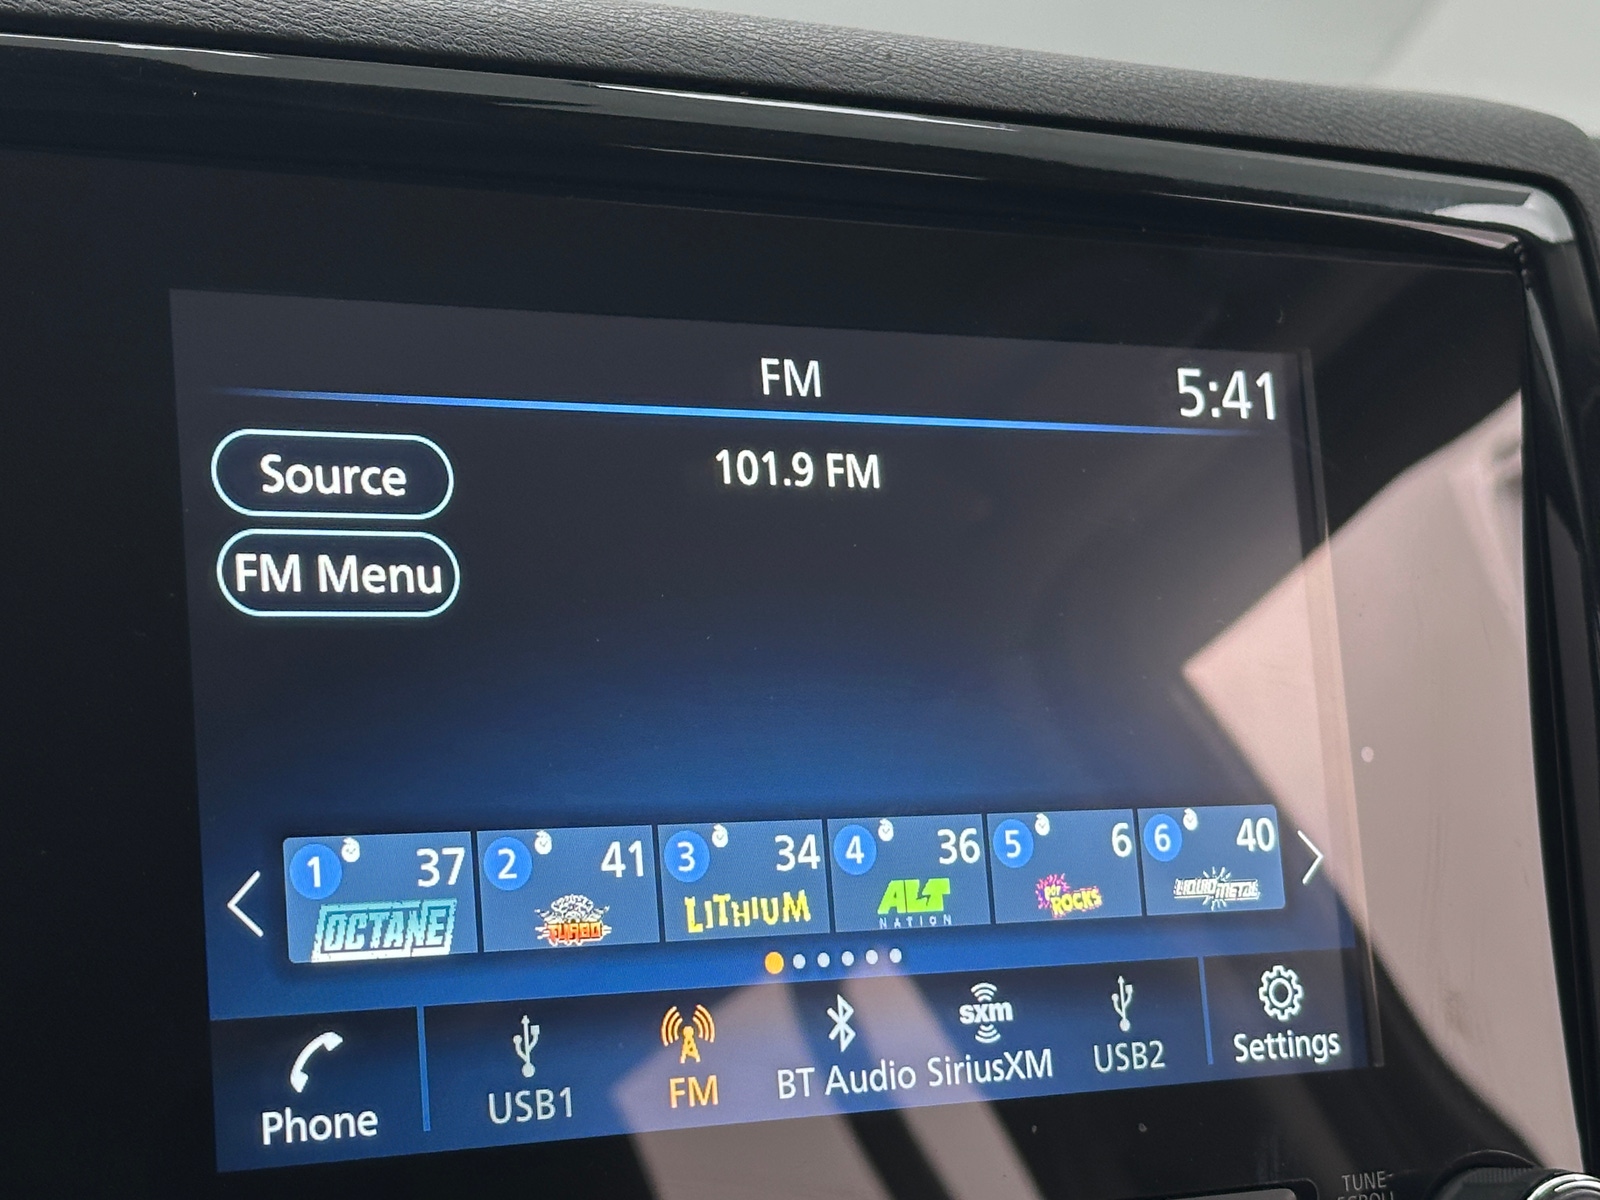 FM
5:41
Source
101.9 FM
FM Menu
1 37
OCTANE
2 41
TURBO
3 34
LITHIUM
4 36
ALT
NATION
5 6
ROCKS
6 40
LIQUID METAL
Phone
USB1
FM
BT Audio
sxm
SiriusXM
USB2
Settings
TUNE
SCROLL